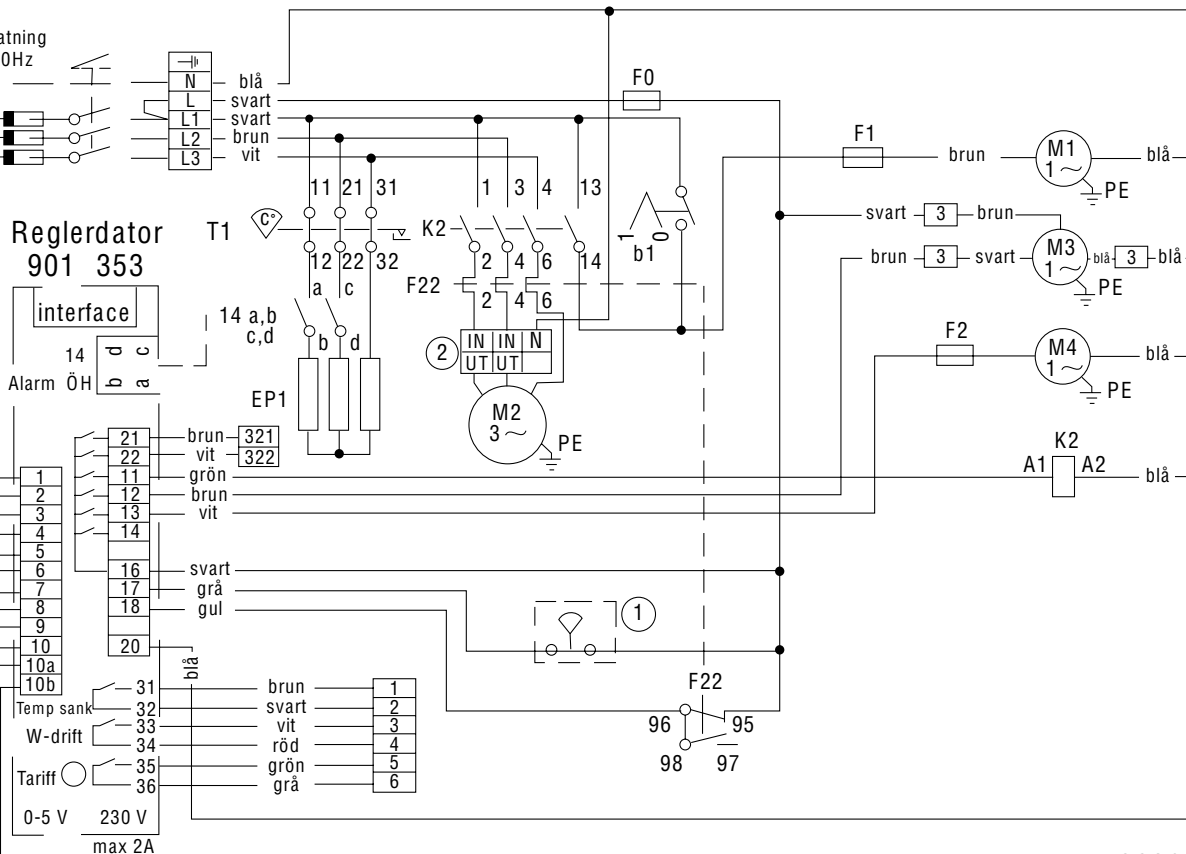 atning
0Hz
N blå
L svart
L1 svart
L2 brun
L3 vit
F0
F1 brun M1 1 ~ blå
PE
svart 3 brun
M3 1 ~
brun 3 svart blå 3 blå
PE
F2 M4 1 ~ blå
PE
K2
A1 A2 blå
11 21 31
T1 C°
12 22 32
1 3 4 13
K2
2 4 6 14
F22
2 4 6
1 0
b1
a c
14 a,b
c,d
b d
EP1
2
IN IN N
UT UT
M2
3 ~
PE
Reglerdator
901 353
interface
14 d c
Alarm ÖH b a
21 brun 321
22 vit 322
11 grön
12 brun
13 vit
14
16 svart
17 grå
18 gul
20
blå
1
2
3
4
5
6
7
8
9
10
10a
10b
1
F22
96 95
98 97
31 brun 1
Temp sank 32 svart 2
33 vit 3
W-drift
34 röd 4
35 grön 5
Tariff
36 grå 6
0-5 V 230 V
max 2A